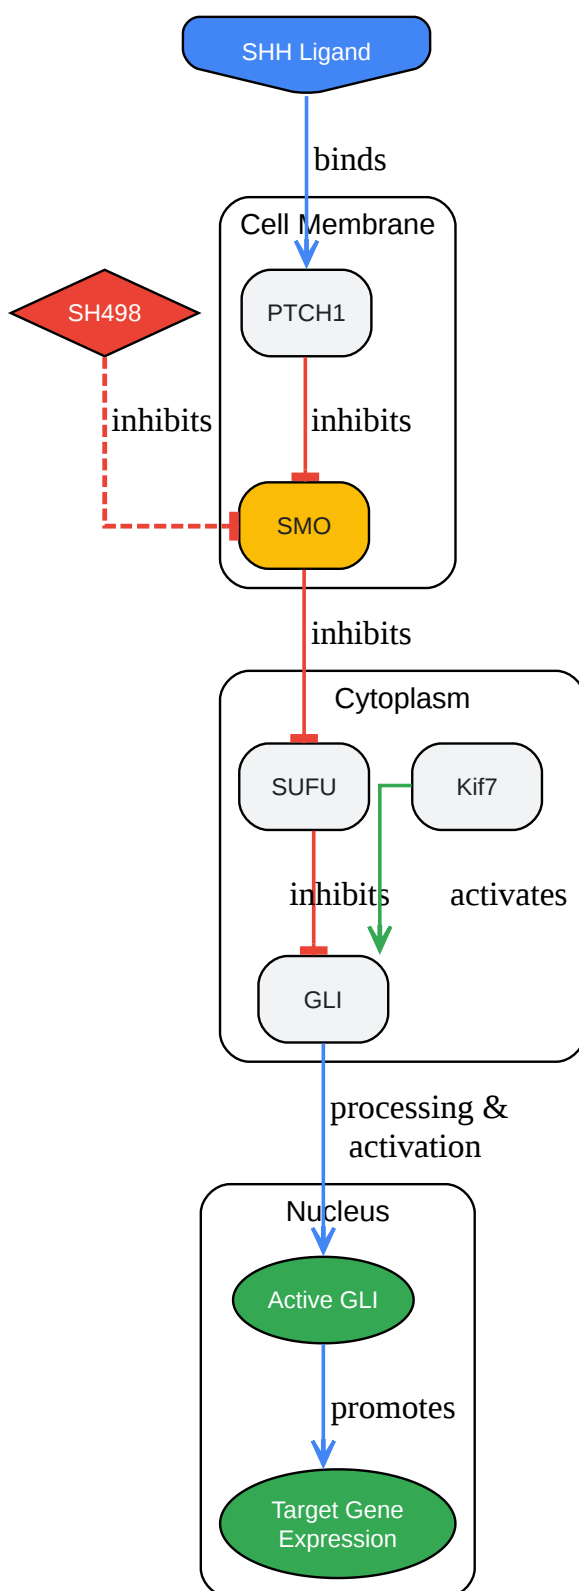 SHH Ligand
binds
Cell Membrane
SH498
PTCH1
inhibits
inhibits
SMO
inhibits
Cytoplasm
SUFU
Kif7
inhibits
activates
GLI
processing &
activation
Nucleus
Active GLI
promotes
Target Gene
Expression